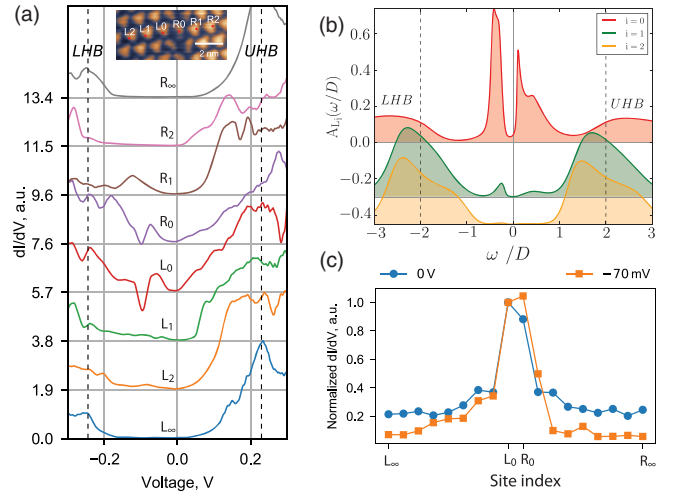 (a)
L2 L1 L0 R0 R1 R2
2 nm
LHB
UHB
R∞
13.4
R2
11.5
R1
9.6
R0
7.6
L0
5.7
L1
3.8
L2
1.9
L∞
0.0
−0.2 0.0 0.2
Voltage, V
dI/dV, a.u.
(b)
i = 0
i = 1
i = 2
LHB
UHB
0.6
0.4
0.2
0.0
−0.2
−0.4
A_Li(ω/D)
−3 −2 −1 0 1 2 3
ω /D
(c)
0 V
−70 mV
1.0
0.8
0.6
0.4
0.2
Normalized dI/dV, a.u.
L∞ L0 R0 R∞
Site index